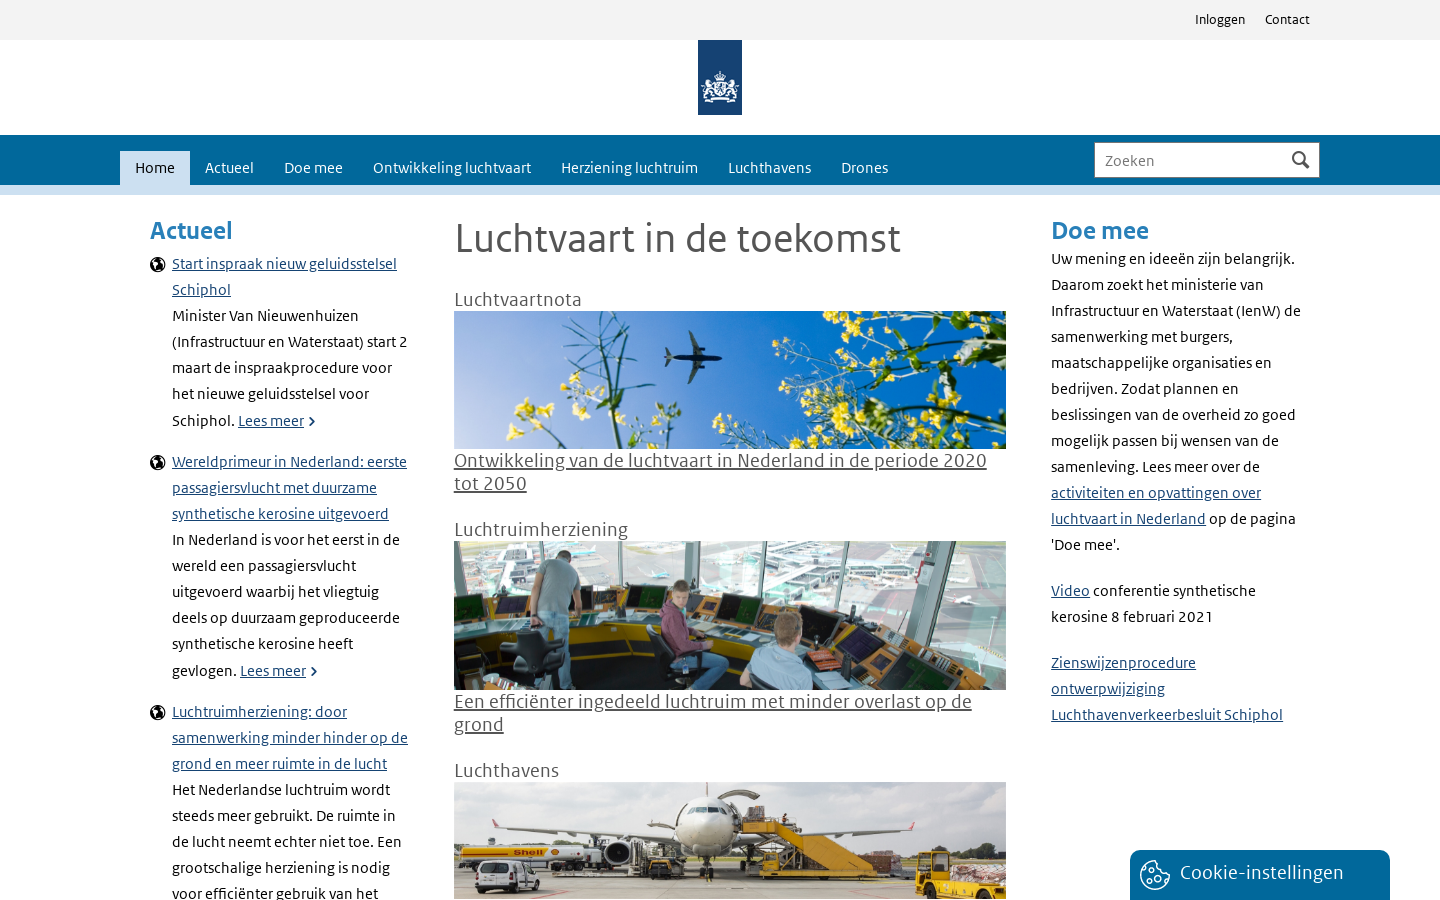 Inloggen Contact
Home Actueel Doe mee Ontwikkeling luchtvaart Herziening luchtruim Luchthavens Drones Zoeken
Actueel
Start inspraak nieuw geluidsstelsel
Schiphol
Minister Van Nieuwenhuizen
(Infrastructuur en Waterstaat) start 2
maart de inspraakprocedure voor
het nieuwe geluidsstelsel voor
Schiphol. Lees meer
Wereldprimeur in Nederland: eerste
passagiersvlucht met duurzame
synthetische kerosine uitgevoerd
In Nederland is voor het eerst in de
wereld een passagiersvlucht
uitgevoerd waarbij het vliegtuig
deels op duurzaam geproduceerde
synthetische kerosine heeft
gevlogen. Lees meer
Luchtruimherziening: door
samenwerking minder hinder op de
grond en meer ruimte in de lucht
Het Nederlandse luchtruim wordt
steeds meer gebruikt. De ruimte in
de lucht neemt echter niet toe. Een
grootschalige herziening is nodig
voor efficiënter gebruik van het
Luchtvaart in de toekomst
Luchtvaartnota
Ontwikkeling van de luchtvaart in Nederland in de periode 2020
tot 2050
Luchtruimherziening
Een efficiënter ingedeeld luchtruim met minder overlast op de
grond
Luchthavens
Shell
Doe mee
Uw mening en ideeën zijn belangrijk.
Daarom zoekt het ministerie van
Infrastructuur en Waterstaat (IenW) de
samenwerking met burgers,
maatschappelijke organisaties en
bedrijven. Zodat plannen en
beslissingen van de overheid zo goed
mogelijk passen bij wensen van de
samenleving. Lees meer over de
activiteiten en opvattingen over
luchtvaart in Nederland op de pagina
'Doe mee'.
Video conferentie synthetische
kerosine 8 februari 2021
Zienswijzenprocedure
ontwerpwijziging
Luchthavenverkeerbesluit Schiphol
Cookie-instellingen